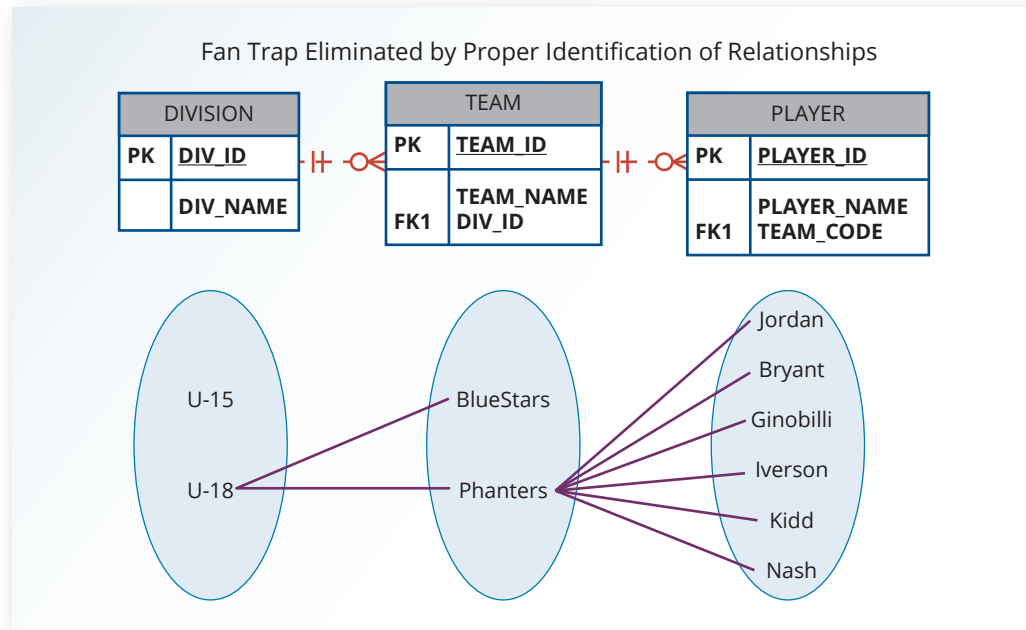 Fan Trap Eliminated by Proper Identification of Relationships
DIVISION
PK DIV_ID
DIV_NAME
TEAM
PK TEAM_ID
TEAM_NAME
FK1 DIV_ID
PLAYER
PK PLAYER_ID
PLAYER_NAME
FK1 TEAM_CODE
U-15
U-18
BlueStars
Phanters
Jordan
Bryant
Ginobilli
Iverson
Kidd
Nash